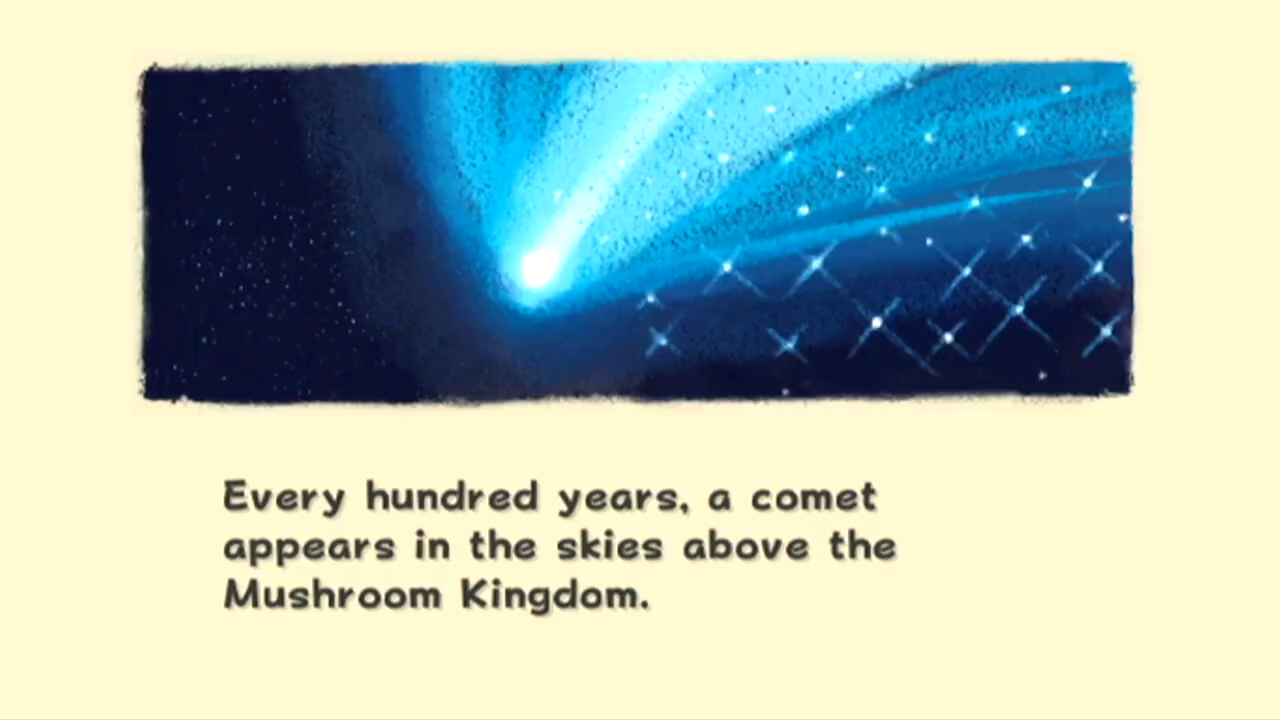 Every hundred years, a comet
appears in the skies above the
Mushroom Kingdom.